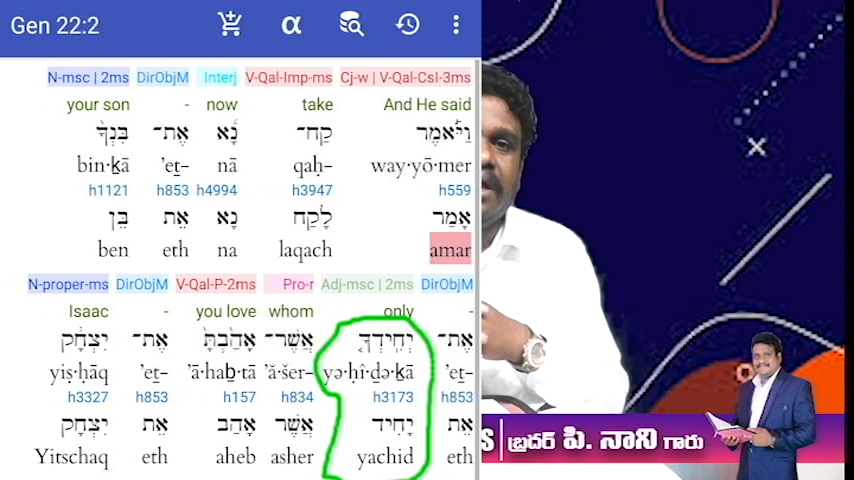 Gen 22:2
α
N-msc | 2ms DirObjM Interj V-Qal-Imp-ms Cj-w | V-Qal-CsI-3ms
your son - now take And He said
וַיֹּ֡אמֶר קַח־ נָ֠א אֶת־ בִּנְךָ֨
bin·ḵā 'eṯ- nā qaḥ- way·yō·mer
h1121 h853 h4994 h3947 h559
אָמַר לָקַח נָא אֵת בֵּן
ben eth na laqach amar
N-proper-ms DirObjM V-Qal-P-2ms Pro-r Adj-msc | 2ms DirObjM
Isaac - you love whom only -
אֶת־ יְחִֽידְךָ֤ אֲשֶׁר־ אָהַ֙בְתָּ֙ אֶת־ יִצְחָ֔ק
yiṣ·ḥāq 'eṯ- 'ā·haḇ·tā 'ă·šer- yə·ḥî·ḏə·ḵā 'eṯ-
h3327 h853 h157 h834 h3173 h853
אֵת יָחִיד אֲשֶׁר אָהַב אֵת יִצְחָק
Yitschaq eth aheb asher yachid eth
S బ్రదర్ పి. నాని గారు